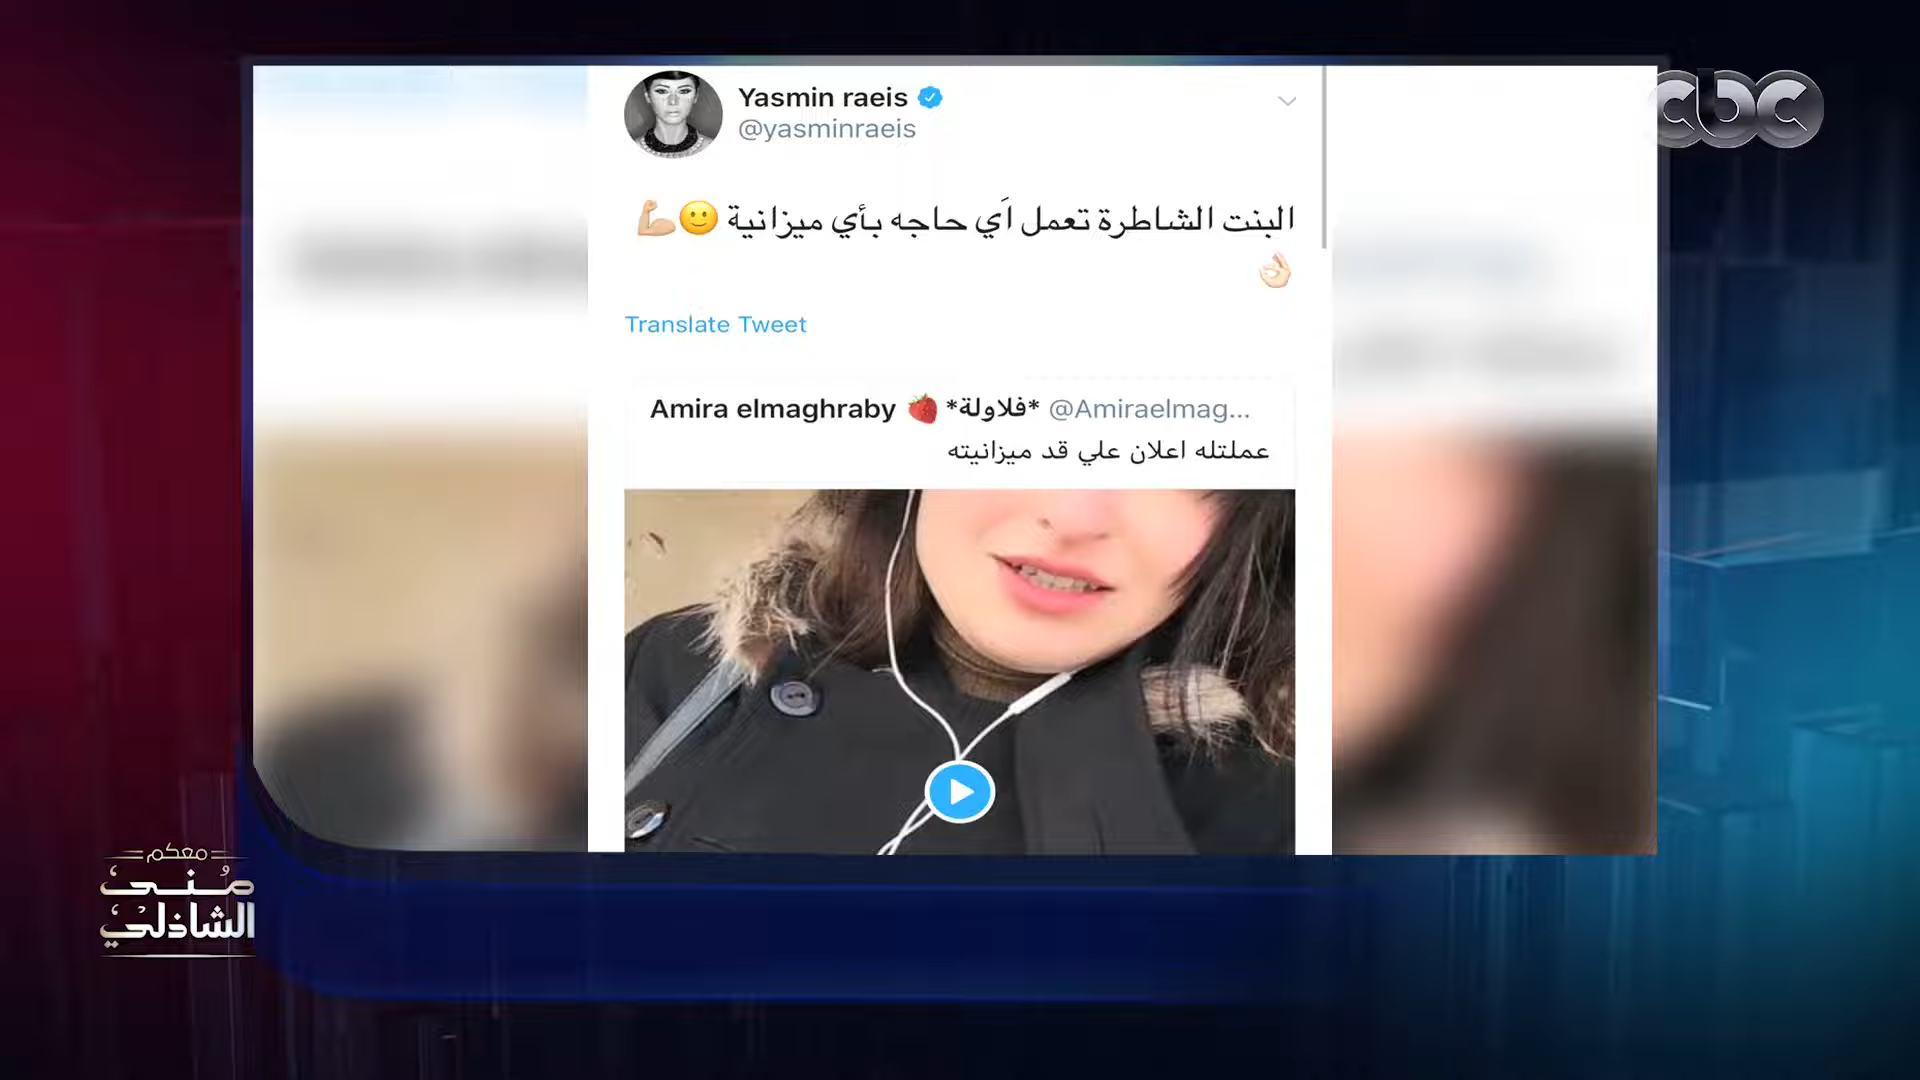 cbc
Yasmin raeis
@yasminraeis
البنت الشاطرة تعمل اَي حاجه بأي ميزانية 🙂💪🏼
👌🏻
Translate Tweet
Amira elmaghraby 🍓 *فلاولة* @Amiraelmag...
عملتله اعلان علي قد ميزانيته
معكم
مُنى
الشاذلي